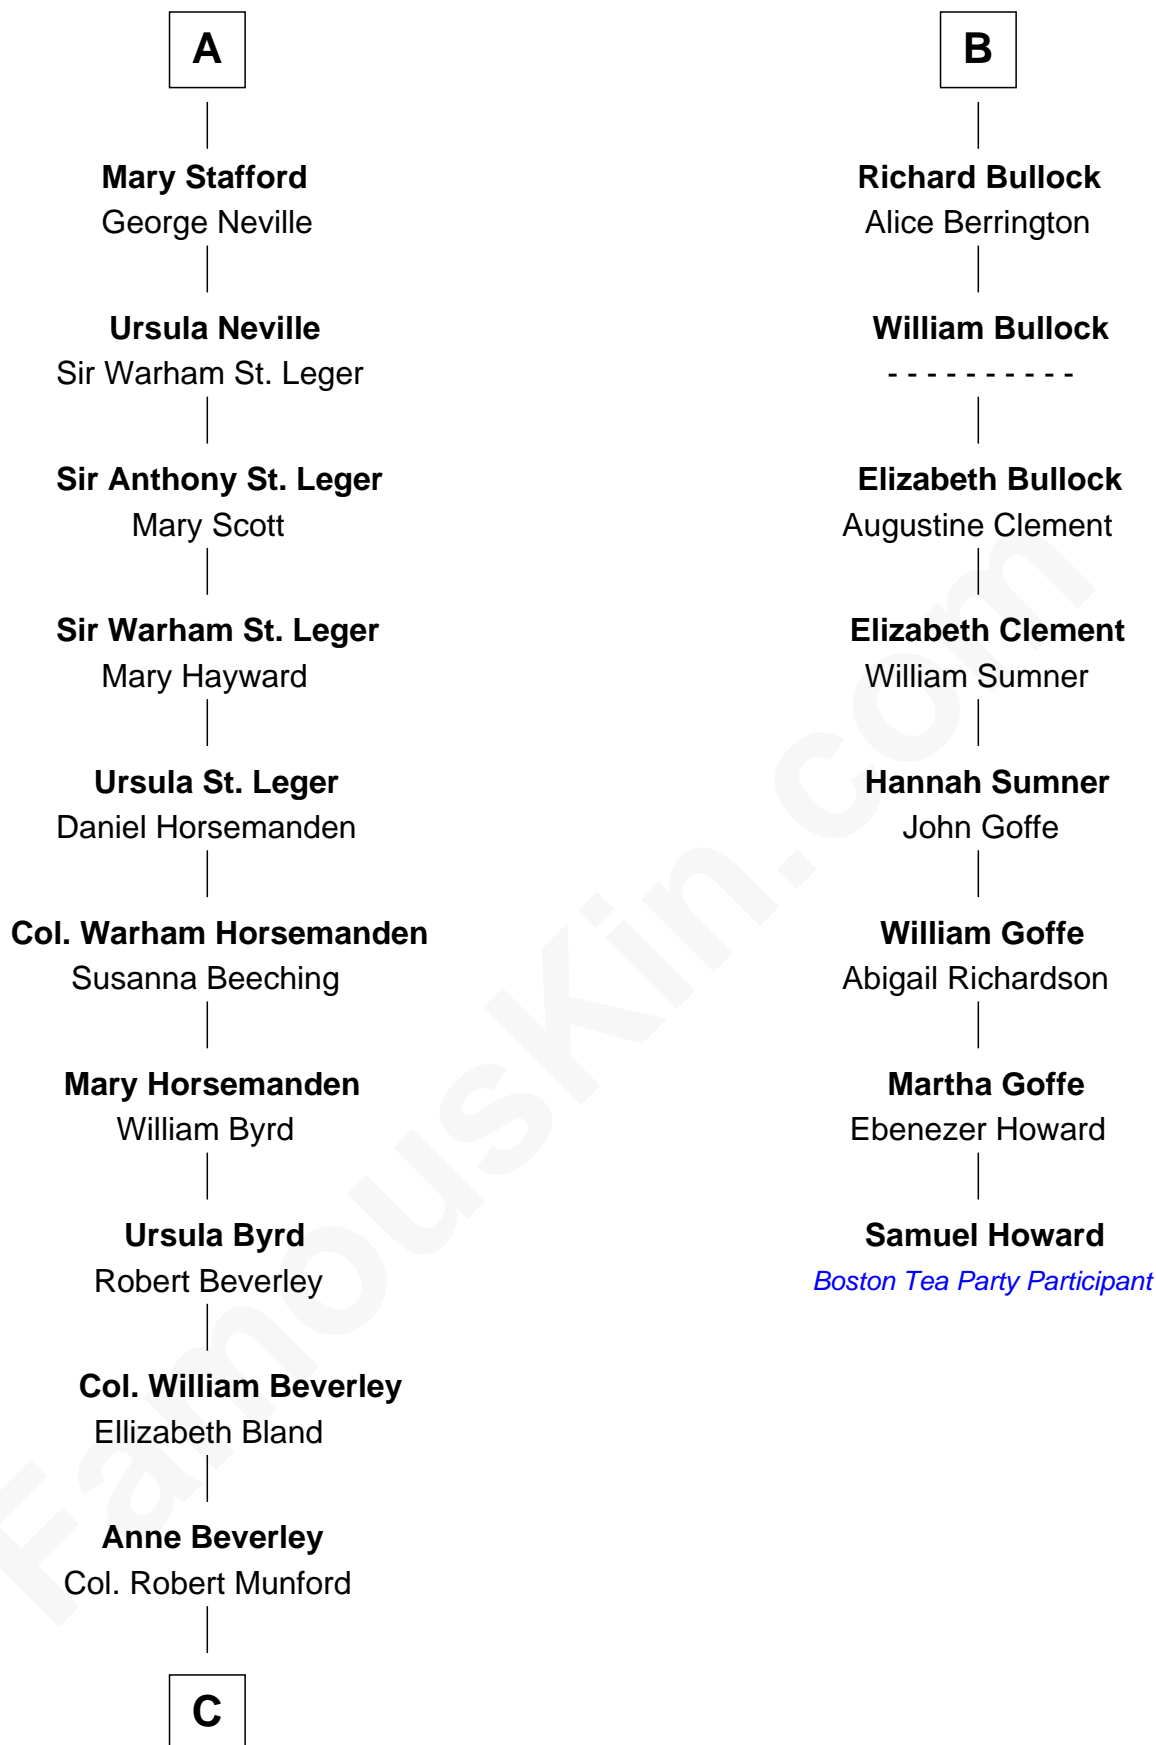 A
Mary Stafford
George Neville
Ursula Neville
Sir Warham St. Leger
Sir Anthony St. Leger
Mary Scott
Sir Warham St. Leger
Mary Hayward
Ursula St. Leger
Daniel Horsemanden
Col. Warham Horsemanden
Susanna Beeching
Mary Horsemanden
William Byrd
Ursula Byrd
Robert Beverley
Col. William Beverley
Ellizabeth Bland
Anne Beverley
Col. Robert Munford
C
B
Richard Bullock
Alice Berrington
William Bullock
- - - - - - - - - -
Elizabeth Bullock
Augustine Clement
Elizabeth Clement
William Sumner
Hannah Sumner
John Goffe
William Goffe
Abigail Richardson
Martha Goffe
Ebenezer Howard
Samuel Howard
Boston Tea Party Participant
FamousKin.com